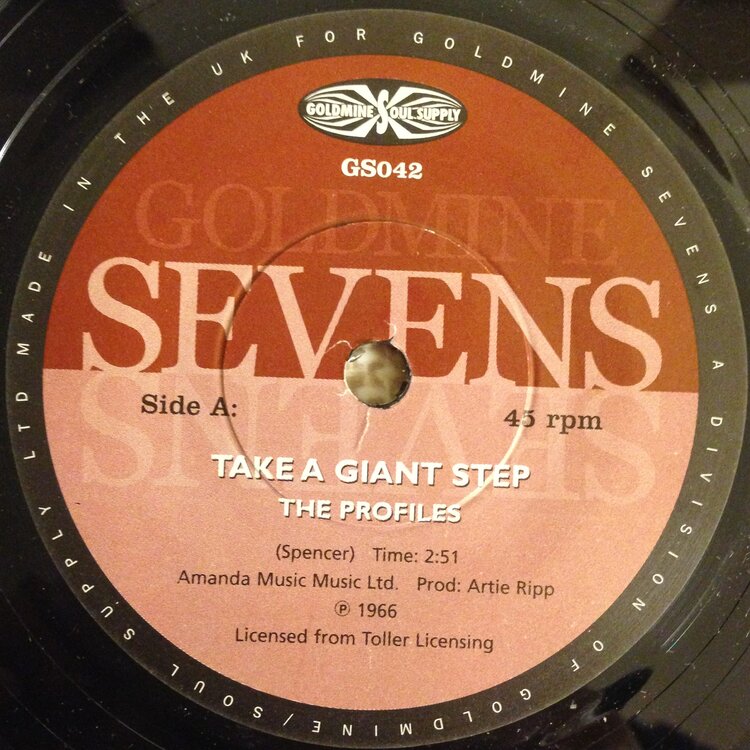 MADE IN THE UK FOR GOLDMINE SEVENS A DIVISION OF GOLDMINE/SOUL SUPPLY LTD
GOLDMINE SOUL SUPPLY
GS042
GOLDMINE
SEVENS
SEVENS
Side A:
45 rpm
TAKE A GIANT STEP
THE PROFILES
(Spencer) Time: 2:51
Amanda Music Music Ltd. Prod: Artie Ripp
℗ 1966
Licensed from Toller Licensing